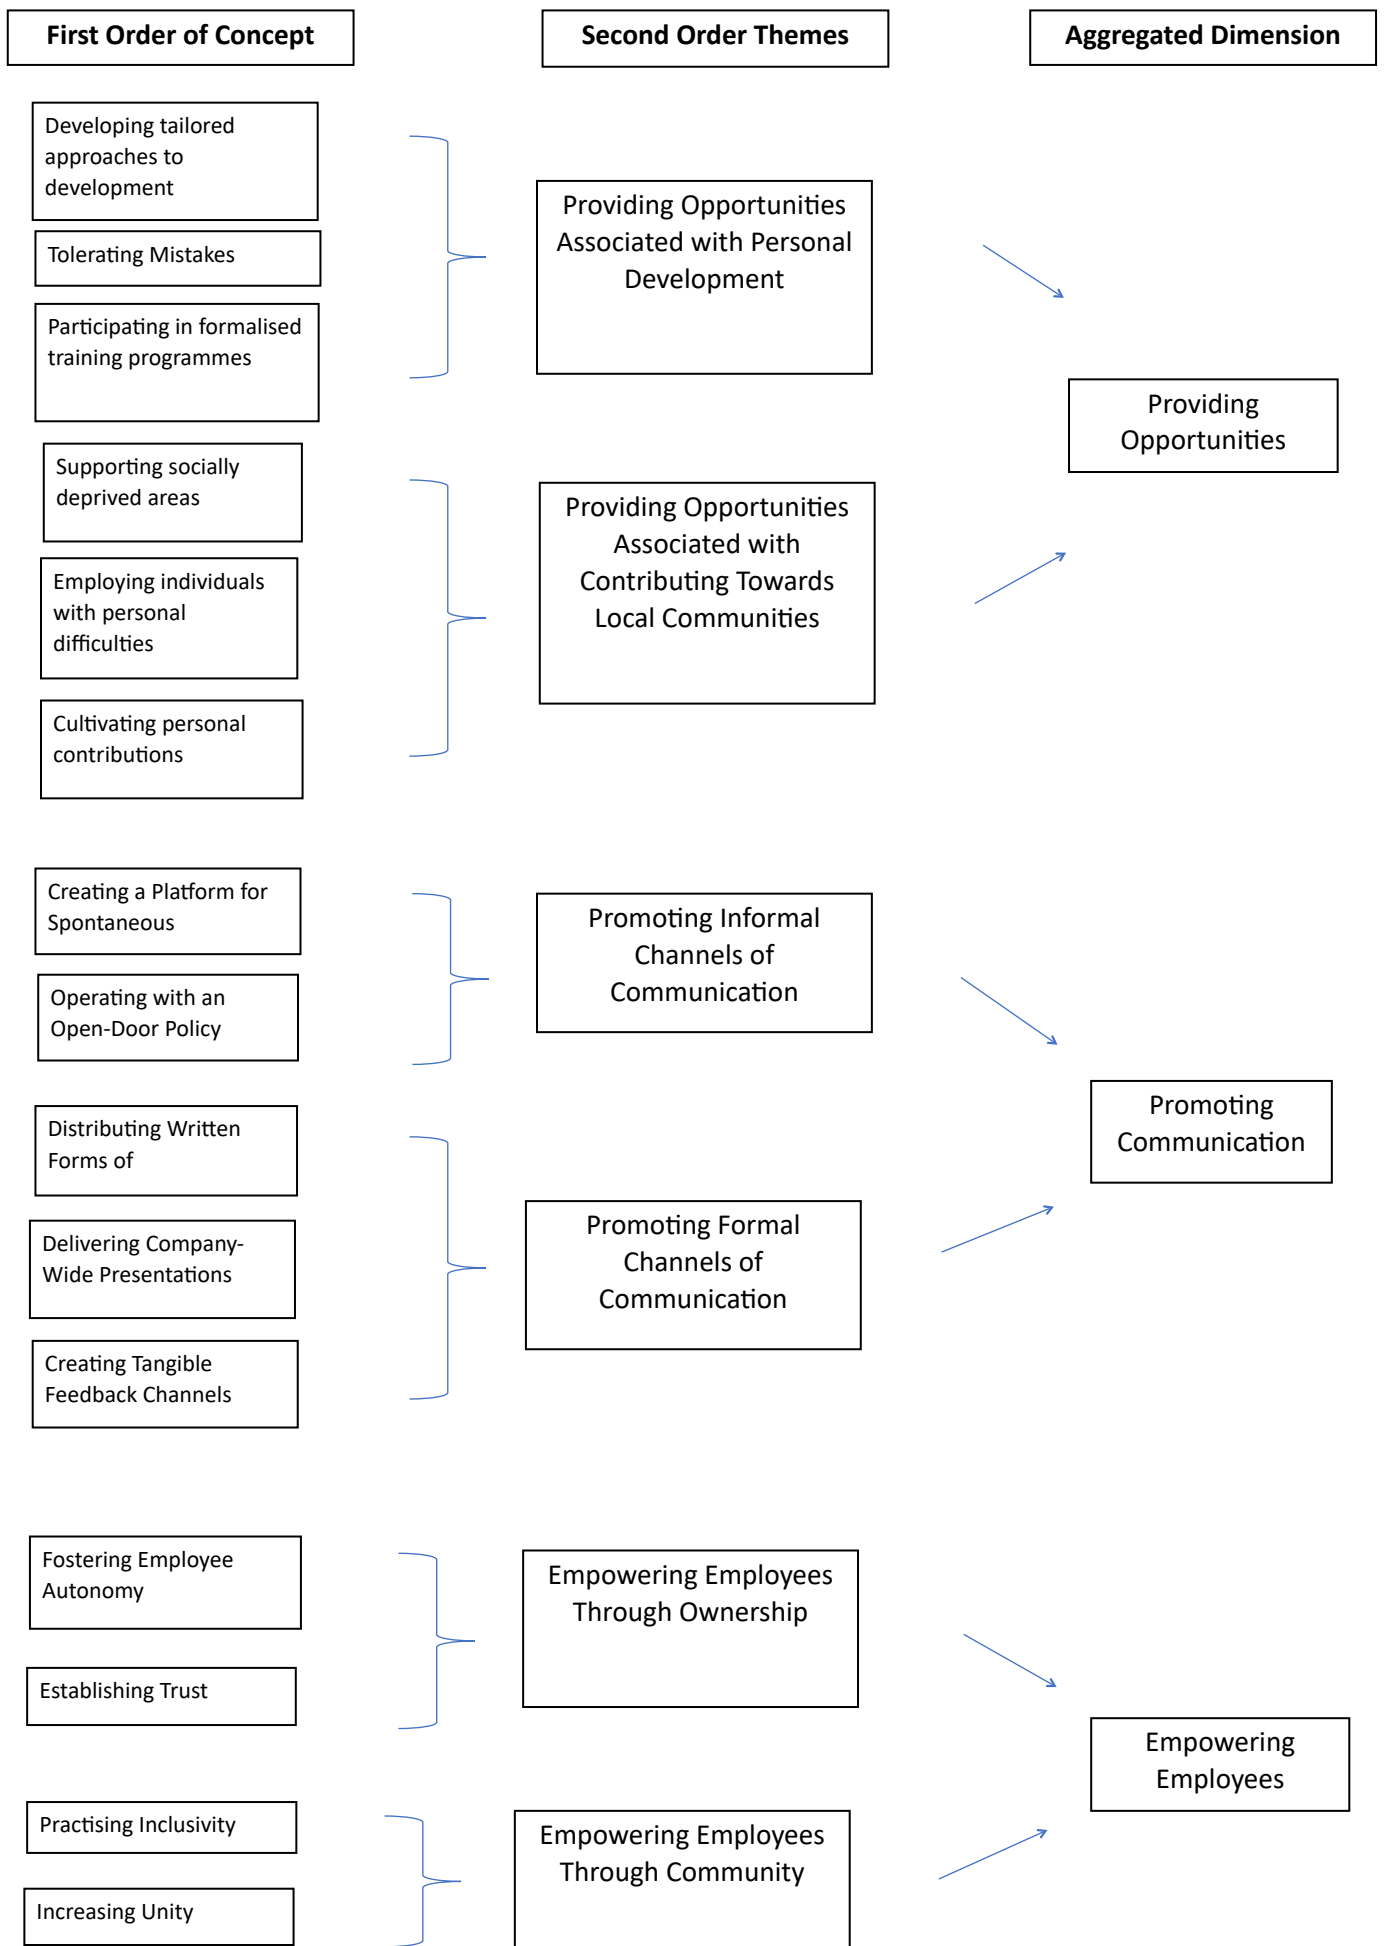 First Order of Concept
Second Order Themes
Aggregated Dimension
Developing tailored
approaches to
development
Tolerating Mistakes
Participating in formalised
training programmes
Providing Opportunities
Associated with Personal
Development
Supporting socially
deprived areas
Employing individuals
with personal
difficulties
Cultivating personal
contributions
Providing Opportunities
Associated with
Contributing Towards
Local Communities
Providing
Opportunities
Creating a Platform for
Spontaneous
Operating with an
Open-Door Policy
Promoting Informal
Channels of
Communication
Distributing Written
Forms of
Delivering Company-
Wide Presentations
Creating Tangible
Feedback Channels
Promoting Formal
Channels of
Communication
Promoting
Communication
Fostering Employee
Autonomy
Establishing Trust
Empowering Employees
Through Ownership
Practising Inclusivity
Increasing Unity
Empowering Employees
Through Community
Empowering
Employees